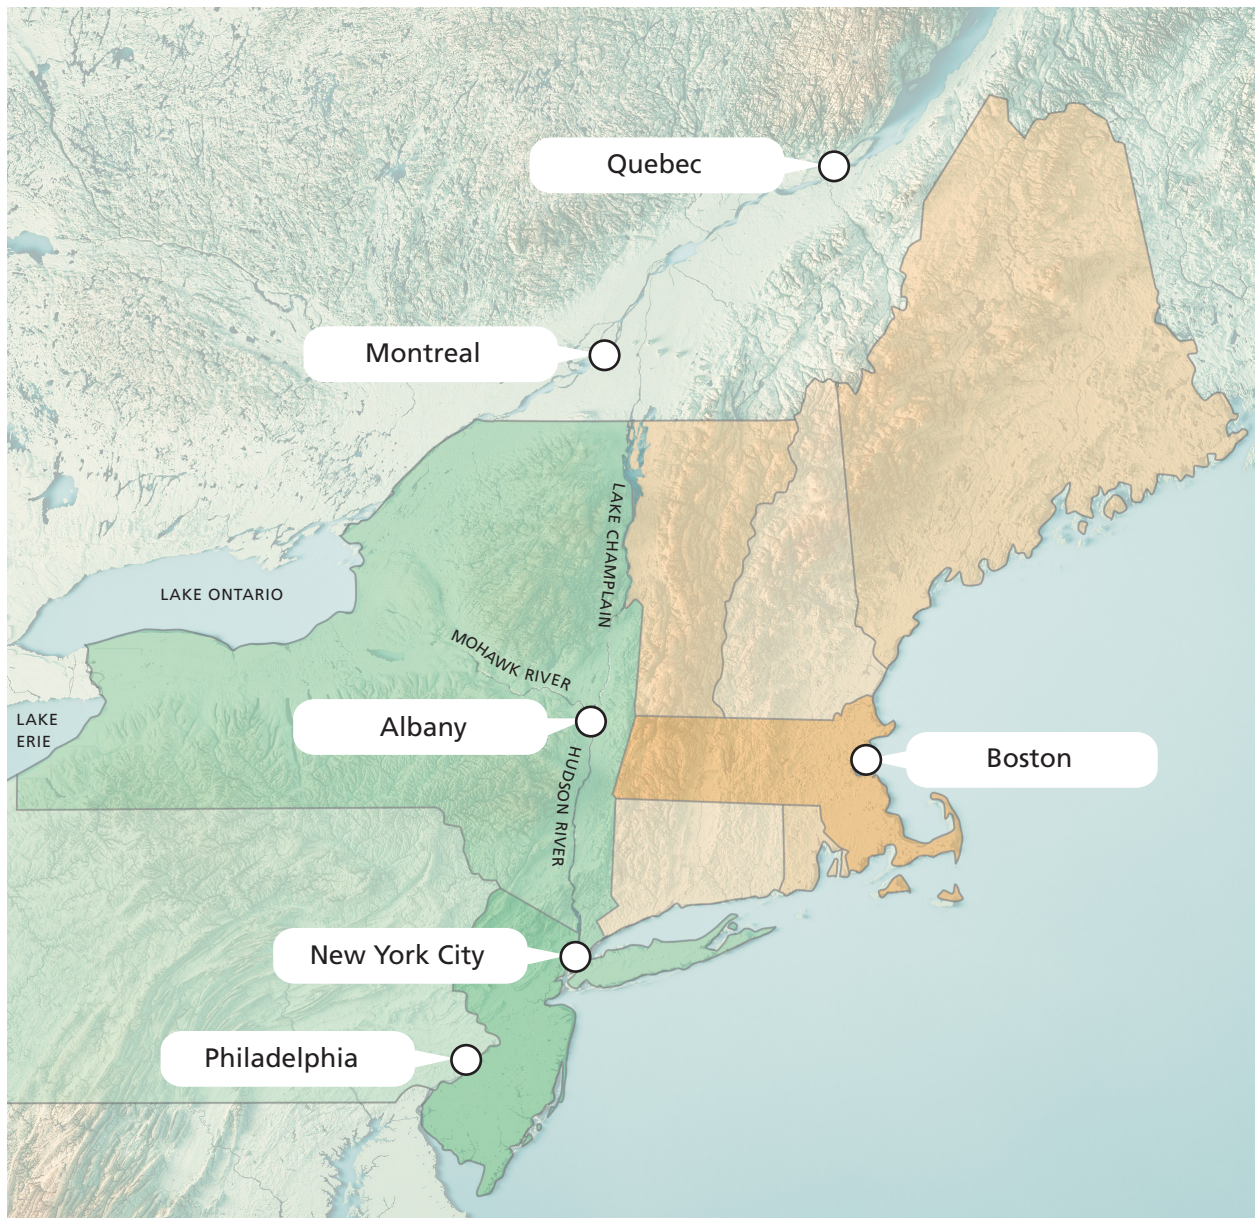 Quebec
Montreal
LAKE CHAMPLAIN
LAKE ONTARIO
MOHAWK RIVER
LAKE
ERIE
Albany
HUDSON RIVER
Boston
New York City
Philadelphia